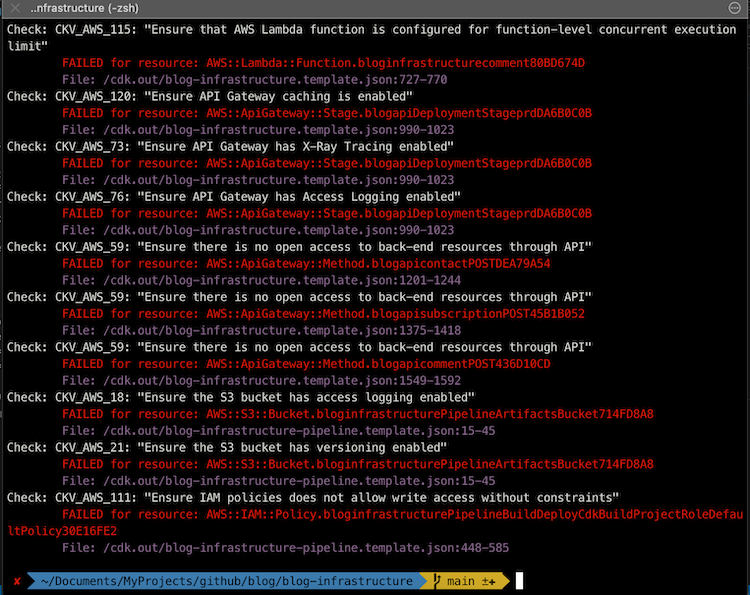 ..nfrastructure (-zsh)
Check: CKV_AWS_115: "Ensure that AWS Lambda function is configured for function-level concurrent execution
limit"
FAILED for resource: AWS::Lambda::Function.bloginfrastructurecomment80BD674D
File: /cdk.out/blog-infrastructure.template.json:727-770
Check: CKV_AWS_120: "Ensure API Gateway caching is enabled"
FAILED for resource: AWS::ApiGateway::Stage.blogapiDeploymentStageprdDA6B0C0B
File: /cdk.out/blog-infrastructure.template.json:990-1023
Check: CKV_AWS_73: "Ensure API Gateway has X-Ray Tracing enabled"
FAILED for resource: AWS::ApiGateway::Stage.blogapiDeploymentStageprdDA6B0C0B
File: /cdk.out/blog-infrastructure.template.json:990-1023
Check: CKV_AWS_76: "Ensure API Gateway has Access Logging enabled"
FAILED for resource: AWS::ApiGateway::Stage.blogapiDeploymentStageprdDA6B0C0B
File: /cdk.out/blog-infrastructure.template.json:990-1023
Check: CKV_AWS_59: "Ensure there is no open access to back-end resources through API"
FAILED for resource: AWS::ApiGateway::Method.blogapicontactPOSTDEA79A54
File: /cdk.out/blog-infrastructure.template.json:1201-1244
Check: CKV_AWS_59: "Ensure there is no open access to back-end resources through API"
FAILED for resource: AWS::ApiGateway::Method.blogapisubscriptionPOST45B1B052
File: /cdk.out/blog-infrastructure.template.json:1375-1418
Check: CKV_AWS_59: "Ensure there is no open access to back-end resources through API"
FAILED for resource: AWS::ApiGateway::Method.blogapicommentPOST436D10CD
File: /cdk.out/blog-infrastructure.template.json:1549-1592
Check: CKV_AWS_18: "Ensure the S3 bucket has access logging enabled"
FAILED for resource: AWS::S3::Bucket.bloginfrastructurePipelineArtifactsBucket714FD8A8
File: /cdk.out/blog-infrastructure-pipeline.template.json:15-45
Check: CKV_AWS_21: "Ensure the S3 bucket has versioning enabled"
FAILED for resource: AWS::S3::Bucket.bloginfrastructurePipelineArtifactsBucket714FD8A8
File: /cdk.out/blog-infrastructure-pipeline.template.json:15-45
Check: CKV_AWS_111: "Ensure IAM policies does not allow write access without constraints"
FAILED for resource: AWS::IAM::Policy.bloginfrastructurePipelineBuildDeployCdkBuildProjectRoleDefau
ltPolicy30E16FE2
File: /cdk.out/blog-infrastructure-pipeline.template.json:448-585
✘ ~/Documents/MyProjects/github/blog/blog-infrastructure main ±+